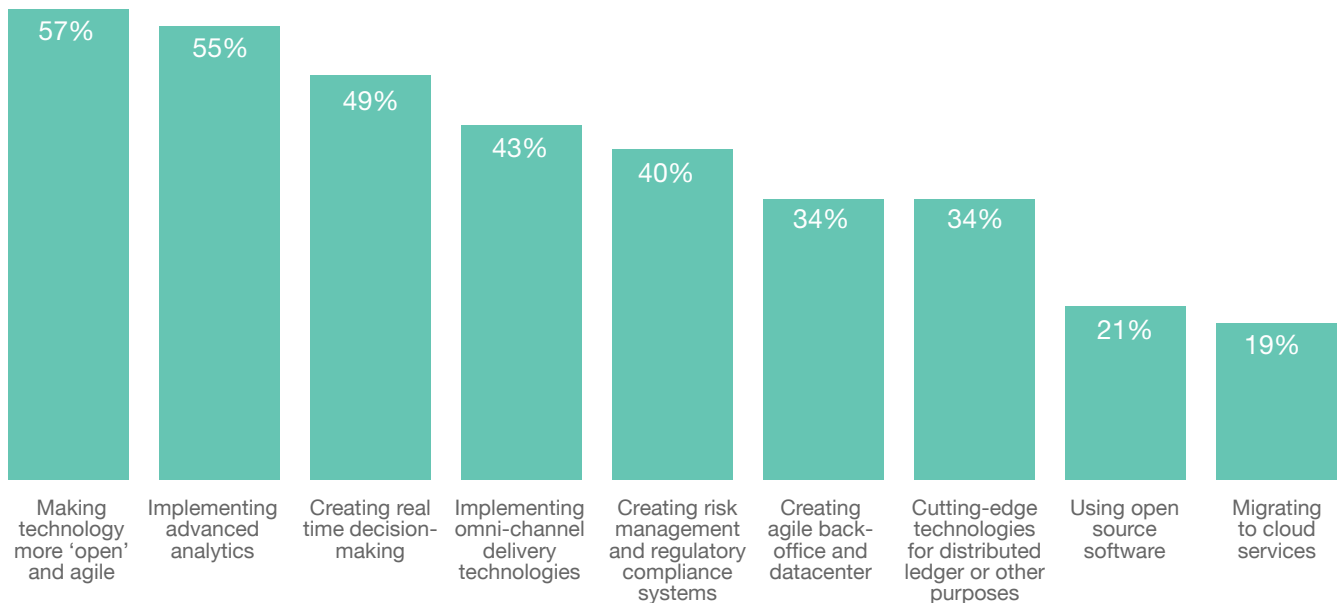 57%
55%
49%
43%
40%
34%
34%
21%
19%
Making
technology
more ‘open’
and agile
Implementing
advanced
analytics
Creating real
time decision-
making
Implementing
omni-channel
delivery
technologies
Creating risk
management
and regulatory
compliance
systems
Creating
agile back-
office and
datacenter
Cutting-edge
technologies
for distributed
ledger or other
purposes
Using open
source
software
Migrating
to cloud
services